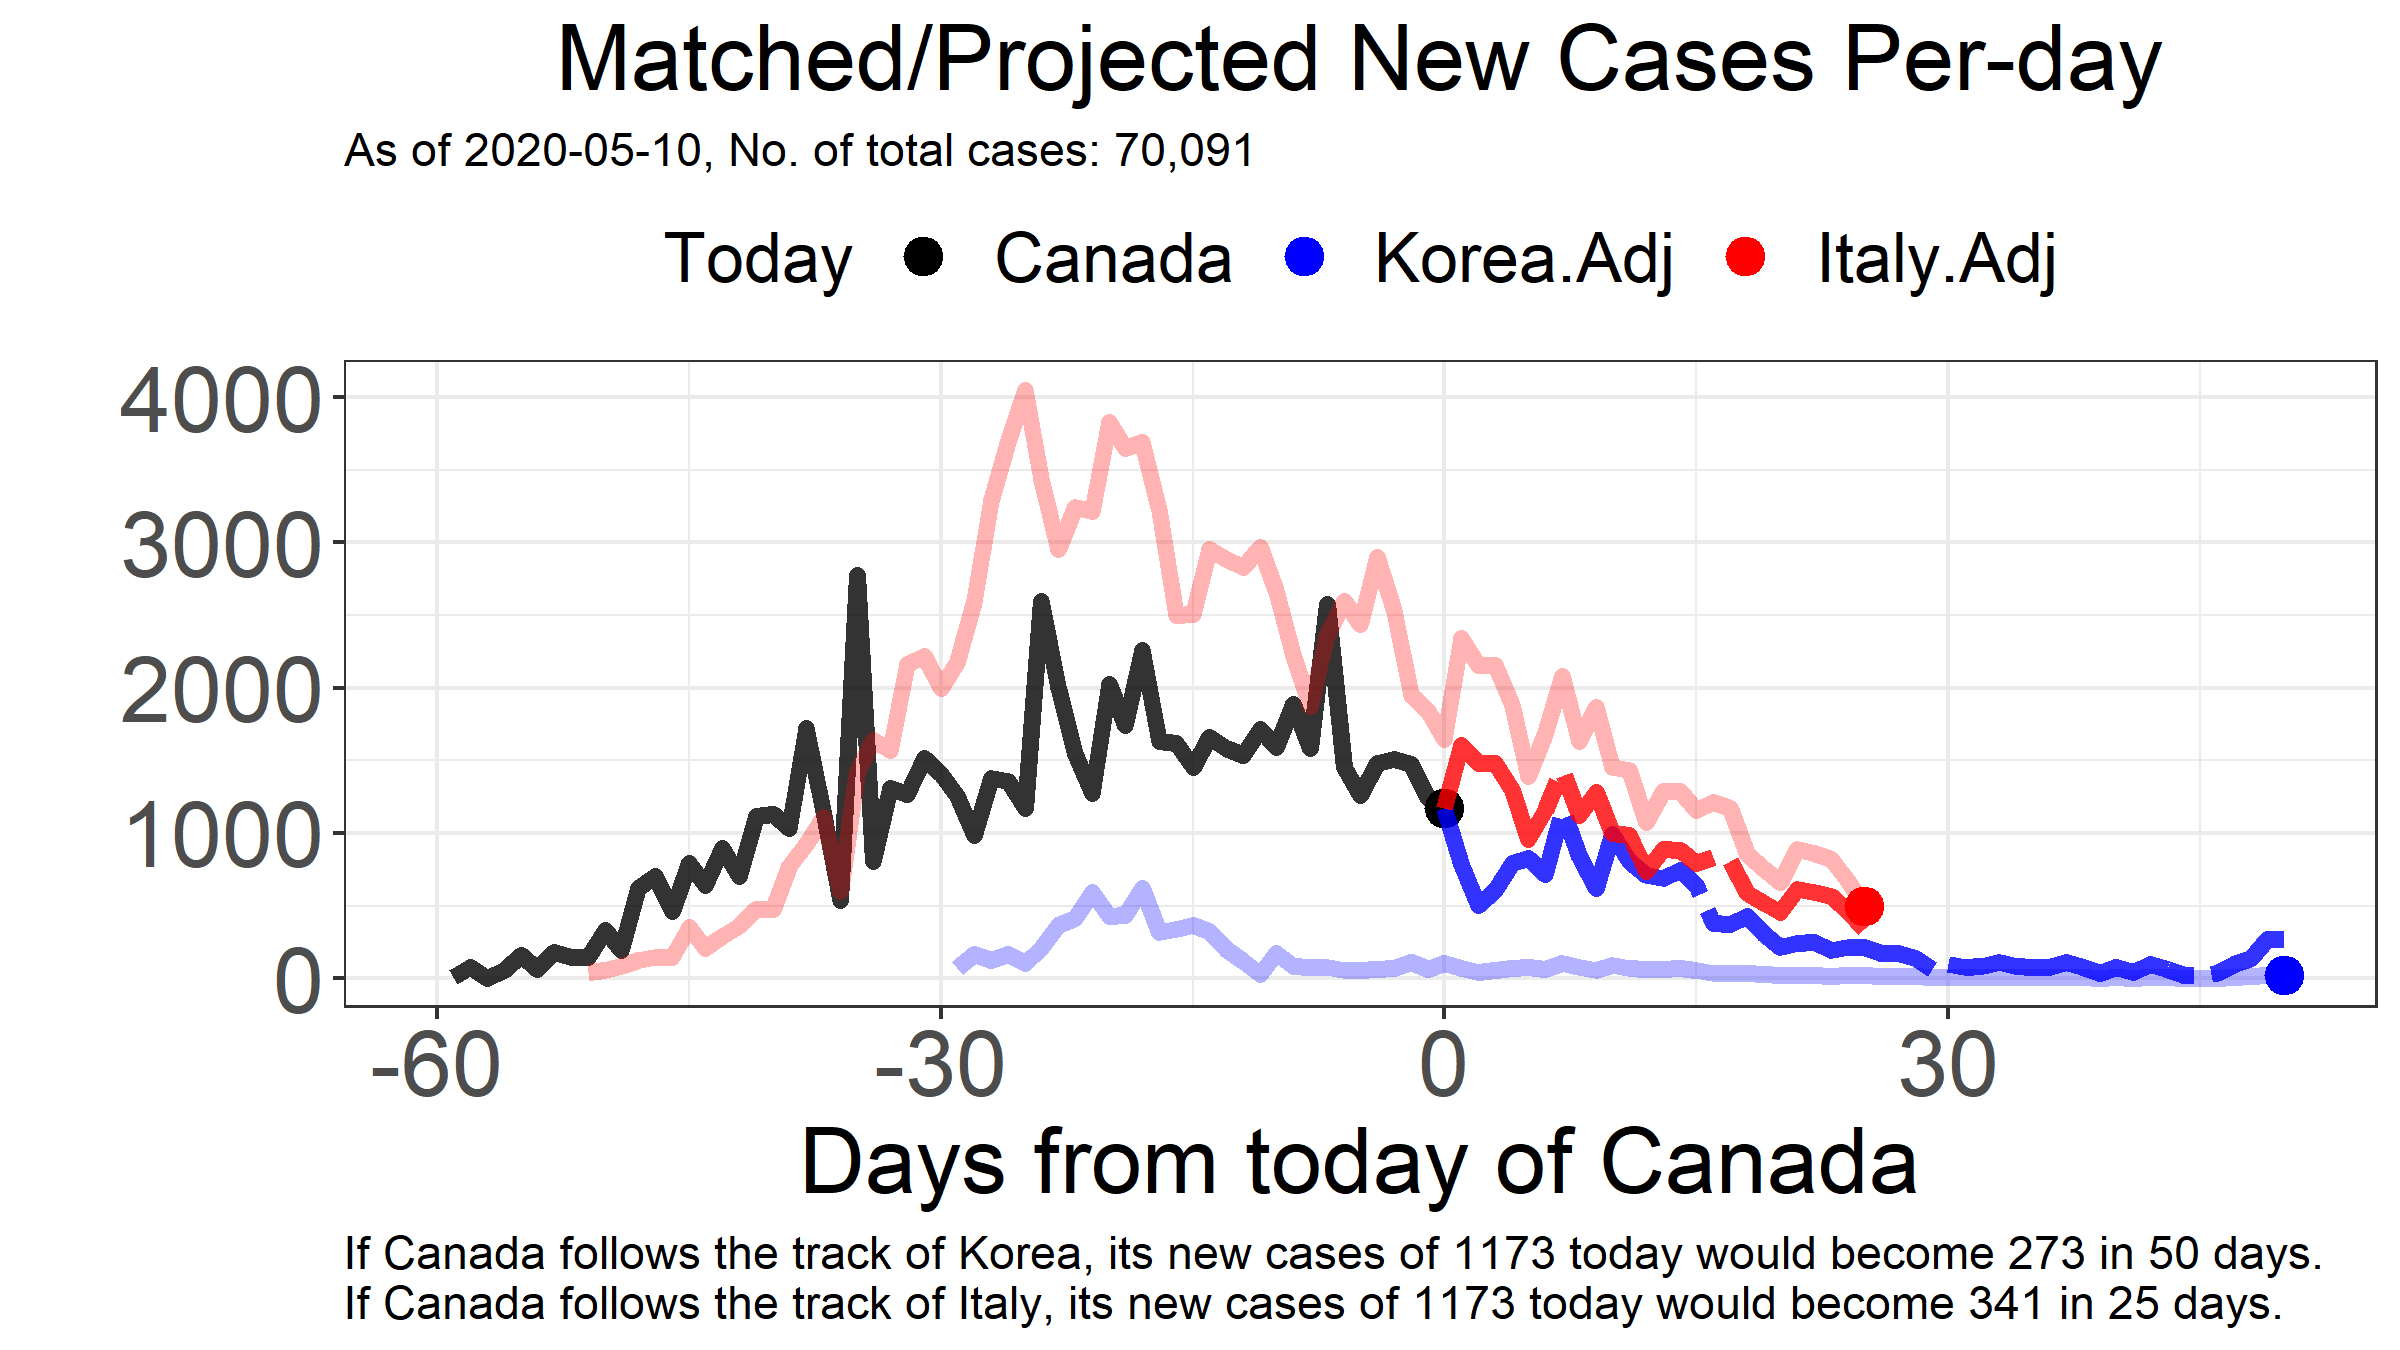 Matched/Projected New Cases Per-day
As of 2020-05-10, No. of total cases: 70,091
Today Canada Korea.Adj Italy.Adj
4000
3000
2000
1000
0
-60 -30 0 30
Days from today of Canada
If Canada follows the track of Korea, its new cases of 1173 today would become 273 in 50 days.
If Canada follows the track of Italy, its new cases of 1173 today would become 341 in 25 days.